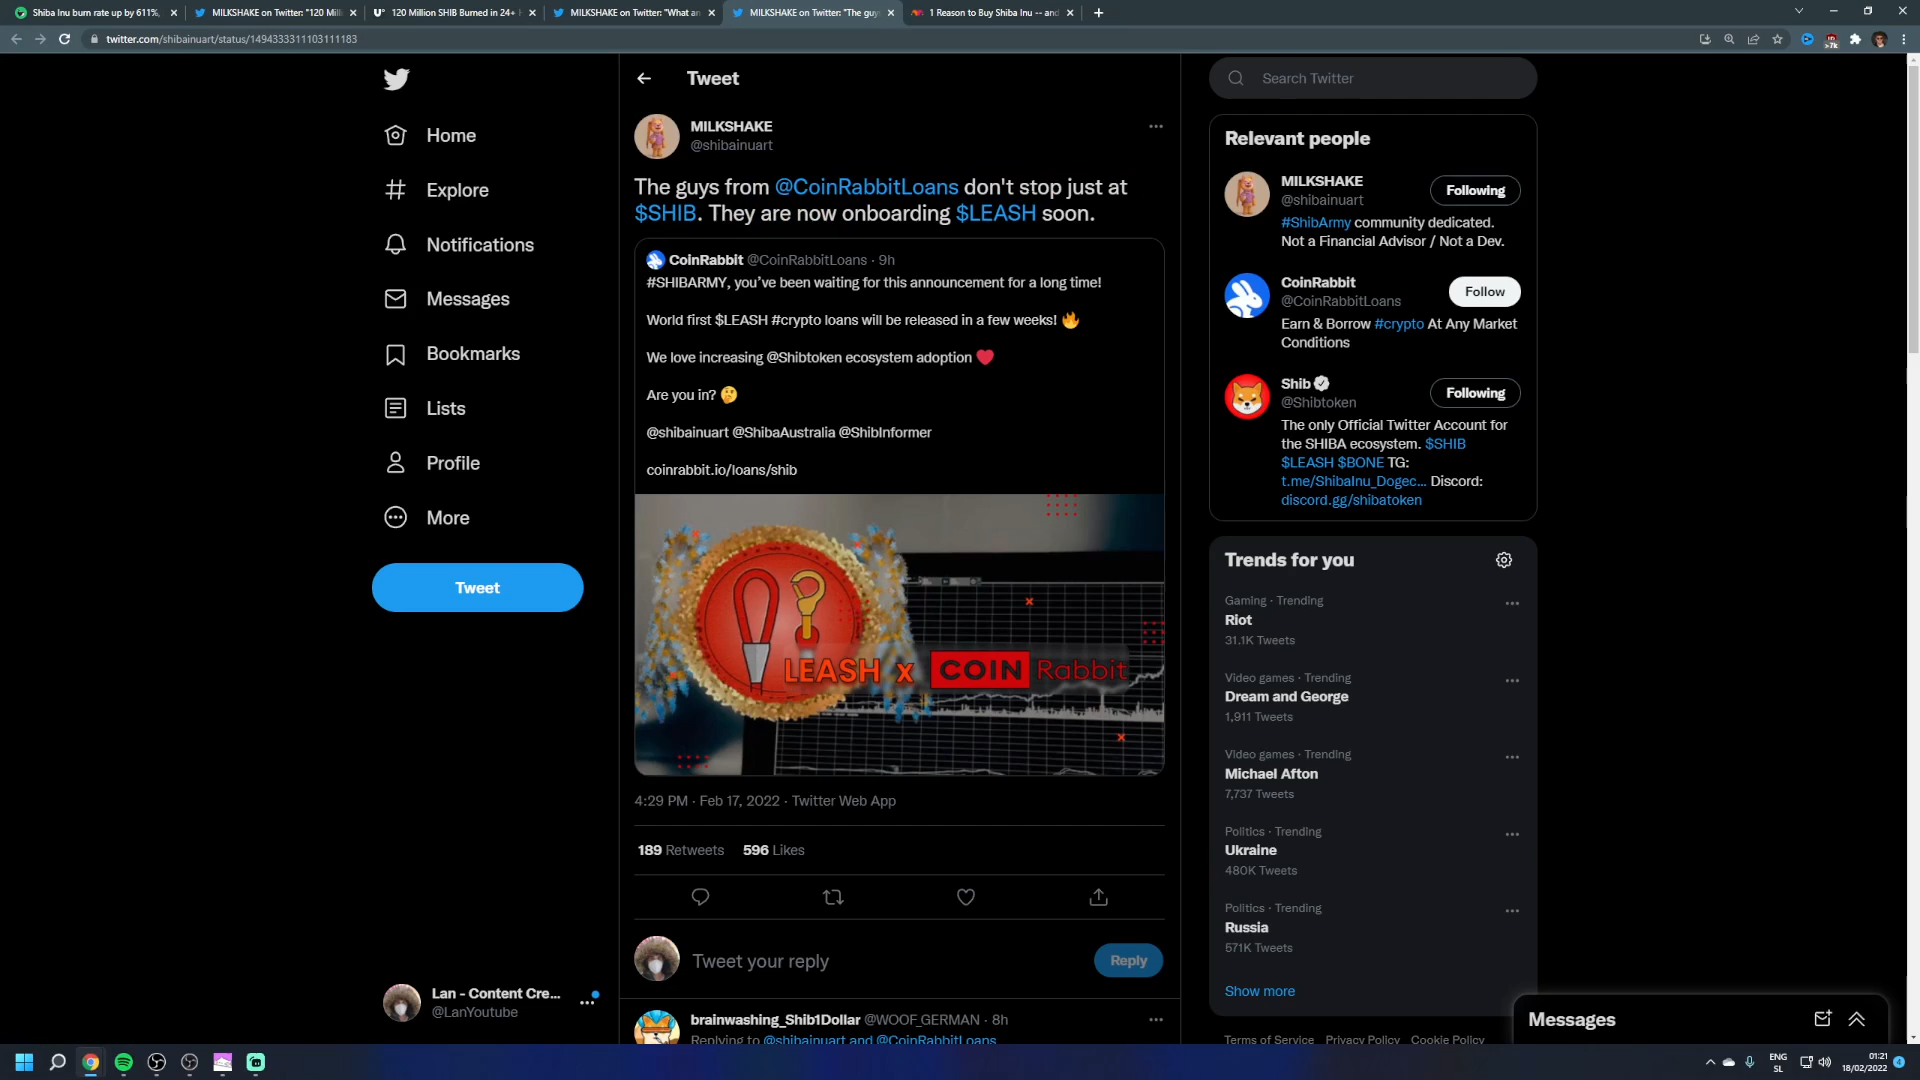 Shiba Inu burn rate up by 611%,
MILKSHAKE on Twitter: "120 Mill
120 Million SHIB Burned in 24+ H
MILKSHAKE on Twitter: "What an
MILKSHAKE on Twitter: "The guy
1 Reason to Buy Shiba Inu -- and
twitter.com/shibainuart/status/1494333311103111183
>7k
Home
Explore
Notifications
Messages
Bookmarks
Lists
Profile
More
Tweet
Lan - Content Cre...
@LanYoutube
Tweet
MILKSHAKE
@shibainuart
The guys from @CoinRabbitLoans don't stop just at
$SHIB. They are now onboarding $LEASH soon.
CoinRabbit @CoinRabbitLoans · 9h
#SHIBARMY, you've been waiting for this announcement for a long time!
World first $LEASH #crypto loans will be released in a few weeks! 🔥
We love increasing @Shibtoken ecosystem adoption ❤️
Are you in? 🤔
@shibainuart @ShibaAustralia @ShibInformer
coinrabbit.io/loans/shib
LEASH x COIN Rabbit
4:29 PM · Feb 17, 2022 · Twitter Web App
189 Retweets 596 Likes
Tweet your reply
Reply
brainwashing_Shib1Dollar @WOOF_GERMAN · 8h
Replying to @shibainuart and @CoinRabbitLoans
Search Twitter
Relevant people
MILKSHAKE
@shibainuart
Following
#ShibArmy community dedicated.
Not a Financial Advisor / Not a Dev.
CoinRabbit
@CoinRabbitLoans
Follow
Earn & Borrow #crypto At Any Market
Conditions
Shib
@Shibtoken
Following
The only Official Twitter Account for
the SHIBA ecosystem. $SHIB
$LEASH $BONE TG:
t.me/ShibaInu_Dogec... Discord:
discord.gg/shibatoken
Trends for you
Gaming · Trending
Riot
31.1K Tweets
Video games · Trending
Dream and George
1,911 Tweets
Video games · Trending
Michael Afton
7,737 Tweets
Politics · Trending
Ukraine
480K Tweets
Politics · Trending
Russia
571K Tweets
Show more
Terms of Service Privacy Policy Cookie Policy
Messages
ENG
SL
01:21
18/02/2022
4